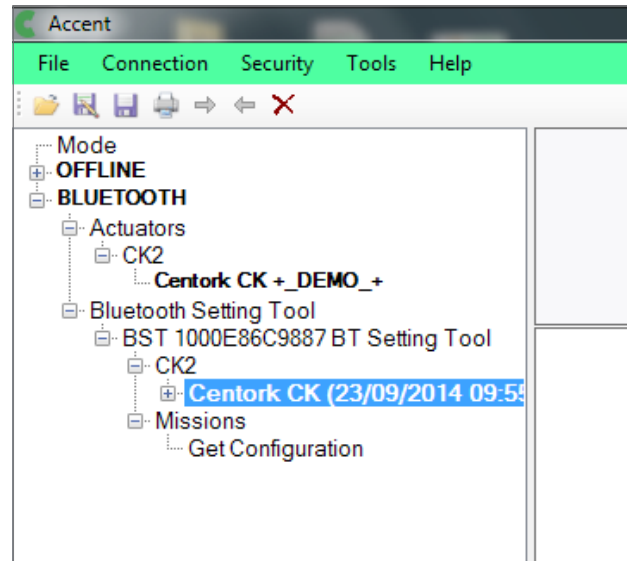 Accent
File Connection Security Tools Help
Mode
OFFLINE
BLUETOOTH
Actuators
CK2
Centork CK +_DEMO_+
Bluetooth Setting Tool
BST 1000E86C9887 BT Setting Tool
CK2
Centork CK (23/09/2014 09:55
Missions
Get Configuration